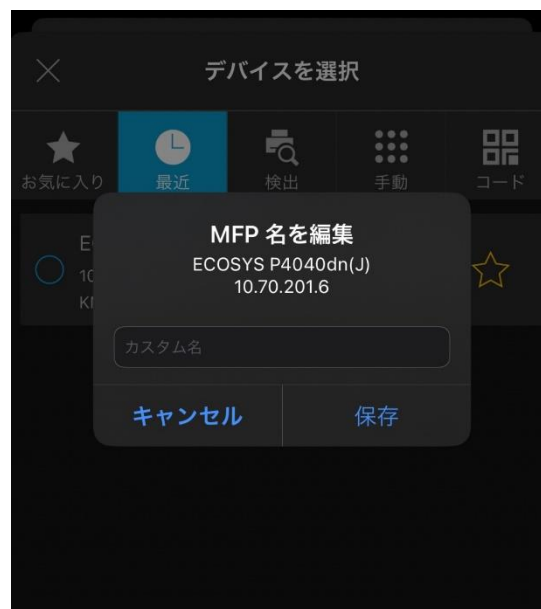 デバイスを選択
お気に入り
最近
検出
手動
コード
MFP 名を編集
ECOSYS P4040dn(J)
10.70.201.6
カスタム名
キャンセル
保存